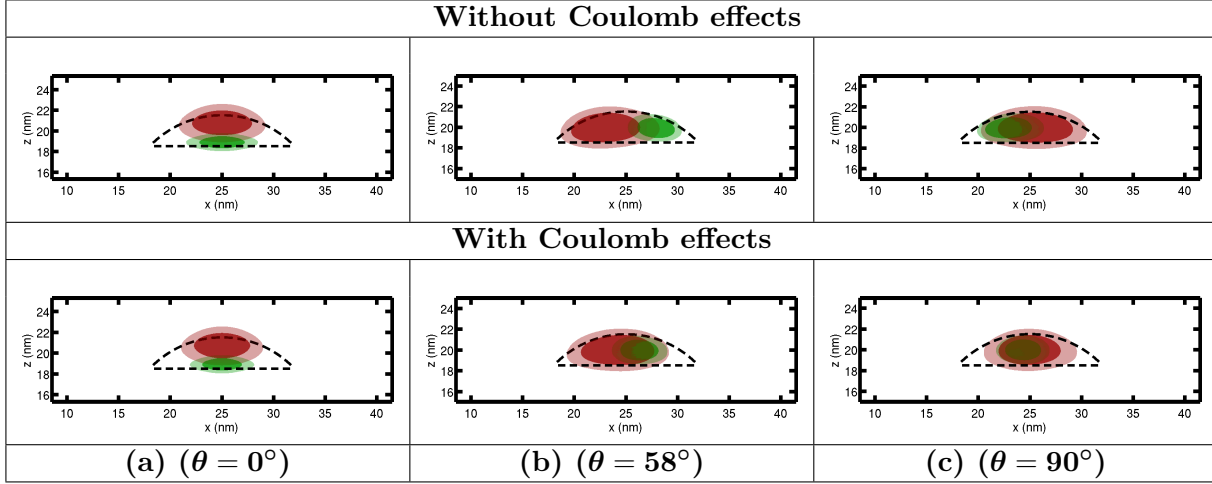 Without Coulomb effects
24
22
20
18
16
z (nm)
10 15 20 25 30 35 40
x (nm)
24
22
20
18
16
z (nm)
10 15 20 25 30 35 40
x (nm)
24
22
20
18
16
z (nm)
10 15 20 25 30 35 40
x (nm)
With Coulomb effects
24
22
20
18
16
z (nm)
10 15 20 25 30 35 40
x (nm)
24
22
20
18
16
z (nm)
10 15 20 25 30 35 40
x (nm)
24
22
20
18
16
z (nm)
10 15 20 25 30 35 40
x (nm)
(a) (θ = 0°)
(b) (θ = 58°)
(c) (θ = 90°)